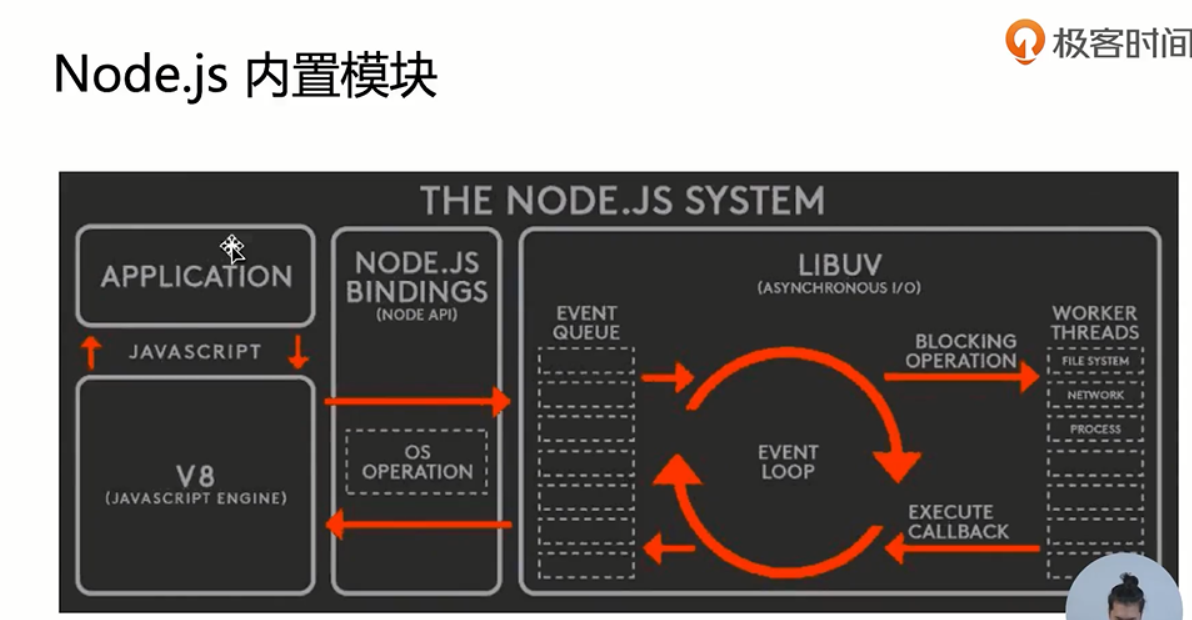 极客时间
Node.js 内置模块
THE NODE.JS SYSTEM
APPLICATION
JAVASCRIPT
V8
(JAVASCRIPT ENGINE)
NODE.JS
BINDINGS
(NODE API)
OS
OPERATION
LIBUV
(ASYNCHRONOUS I/O)
EVENT
QUEUE
EVENT
LOOP
BLOCKING
OPERATION
EXECUTE
CALLBACK
WORKER
THREADS
FILE SYSTEM
NETWORK
PROCESS